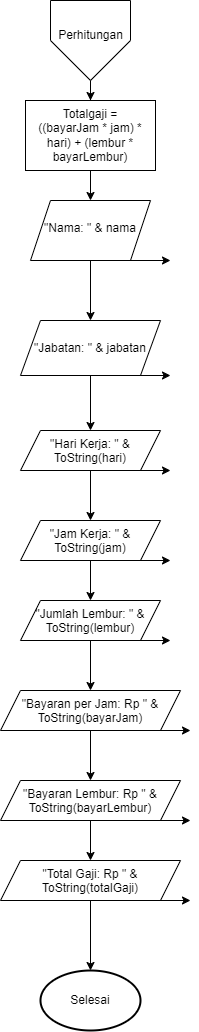 Perhitungan
Totalgaji =
((bayarJam * jam) *
hari) + (lembur *
bayarLembur)
"Nama: " & nama
"Jabatan: " & jabatan
"Hari Kerja: " &
ToString(hari)
"Jam Kerja: " &
ToString(jam)
"Jumlah Lembur: " &
ToString(lembur)
"Bayaran per Jam: Rp " &
ToString(bayarJam)
"Bayaran Lembur: Rp " &
ToString(bayarLembur)
"Total Gaji: Rp " &
ToString(totalGaji)
Selesai